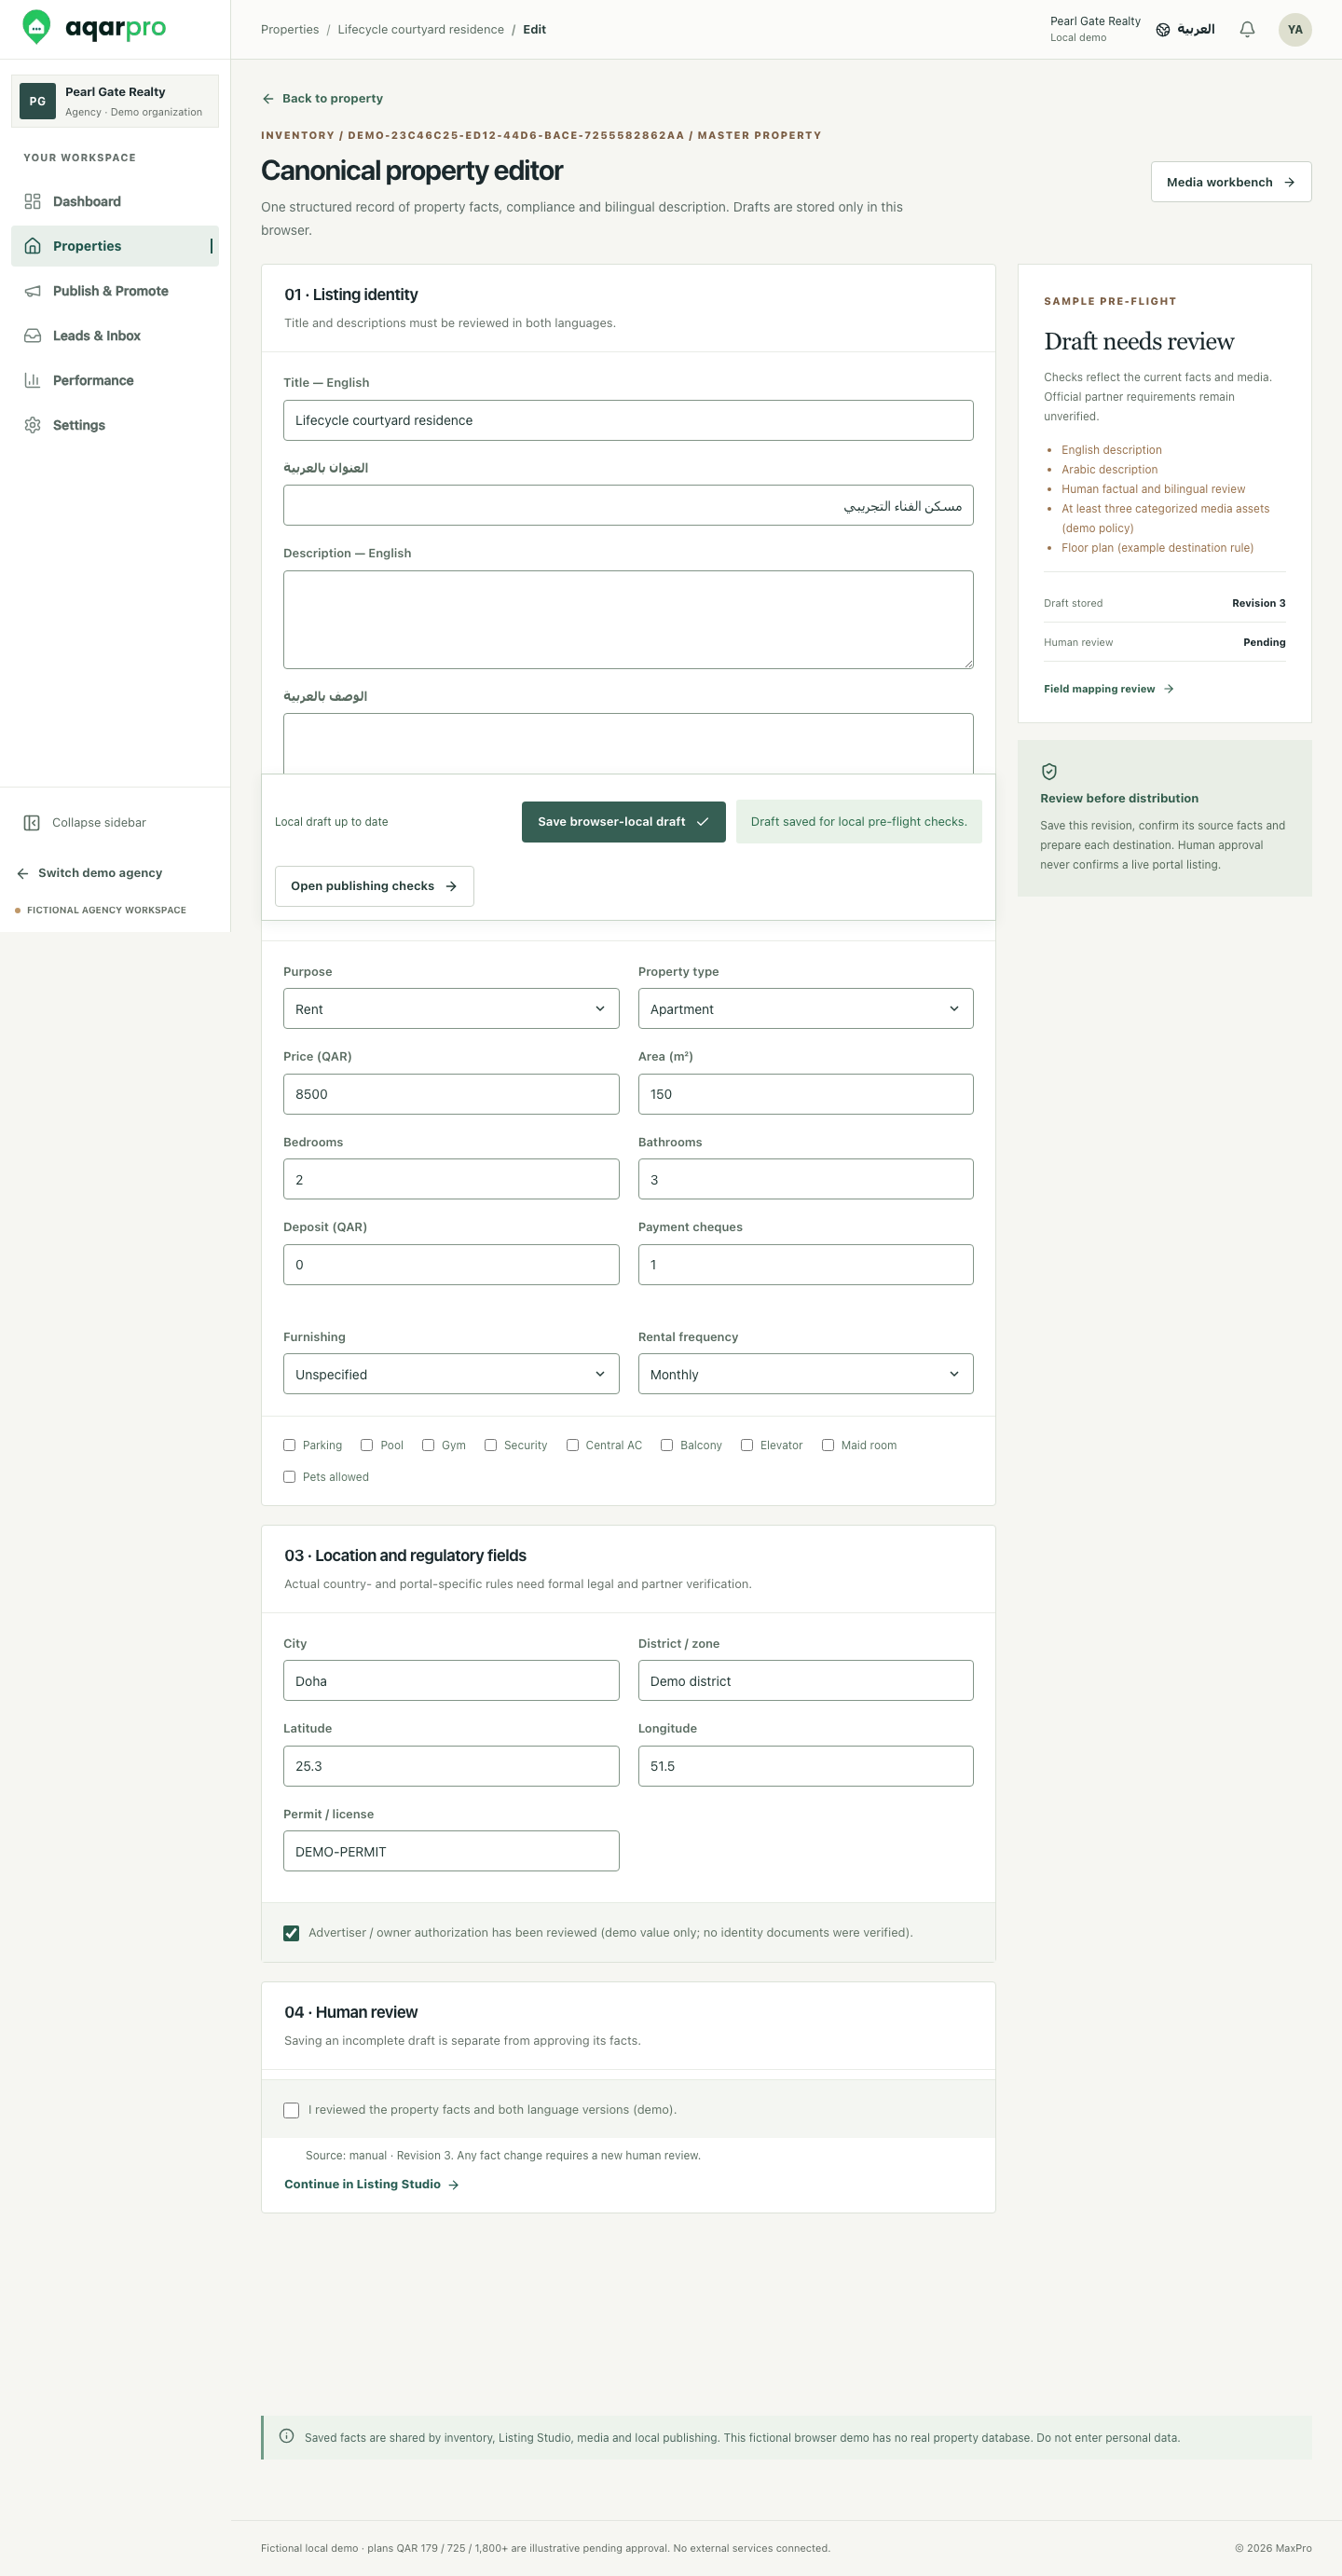 aqarpro
Properties / Lifecycle courtyard residence / Edit
Pearl Gate Realty
Local demo
العربية
YA
PG
Pearl Gate Realty
Agency · Demo organization
YOUR WORKSPACE
Dashboard
Properties
Publish & Promote
Leads & Inbox
Performance
Settings
Collapse sidebar
Switch demo agency
FICTIONAL AGENCY WORKSPACE
Back to property
INVENTORY / DEMO-23C46C25-ED12-44D6-BACE-7255582862AA / MASTER PROPERTY
Canonical property editor
One structured record of property facts, compliance and bilingual description. Drafts are stored only in this
browser.
Media workbench
01 · Listing identity
Title and descriptions must be reviewed in both languages.
Title — English
Lifecycle courtyard residence
العنوان بالعربية
مسكن الفناء التجريبي
Description — English
الوصف بالعربية
Local draft up to date
Save browser-local draft
Draft saved for local pre-flight checks.
Open publishing checks
Purpose
Property type
Rent
Apartment
Price (QAR)
Area (m²)
8500
150
Bedrooms
Bathrooms
2
3
Deposit (QAR)
Payment cheques
0
1
Furnishing
Rental frequency
Unspecified
Monthly
Parking
Pool
Gym
Security
Central AC
Balcony
Elevator
Maid room
Pets allowed
03 · Location and regulatory fields
Actual country- and portal-specific rules need formal legal and partner verification.
City
District / zone
Doha
Demo district
Latitude
Longitude
25.3
51.5
Permit / license
DEMO-PERMIT
Advertiser / owner authorization has been reviewed (demo value only; no identity documents were verified).
04 · Human review
Saving an incomplete draft is separate from approving its facts.
I reviewed the property facts and both language versions (demo).
Source: manual · Revision 3. Any fact change requires a new human review.
Continue in Listing Studio
SAMPLE PRE-FLIGHT
Draft needs review
Checks reflect the current facts and media.
Official partner requirements remain
unverified.
• English description
• Arabic description
• Human factual and bilingual review
• At least three categorized media assets
(demo policy)
• Floor plan (example destination rule)
Draft stored
Revision 3
Human review
Pending
Field mapping review
Review before distribution
Save this revision, confirm its source facts and
prepare each destination. Human approval
never confirms a live portal listing.
Saved facts are shared by inventory, Listing Studio, media and local publishing. This fictional browser demo has no real property database. Do not enter personal data.
Fictional local demo · plans QAR 179 / 725 / 1,800+ are illustrative pending approval. No external services connected.
© 2026 MaxPro